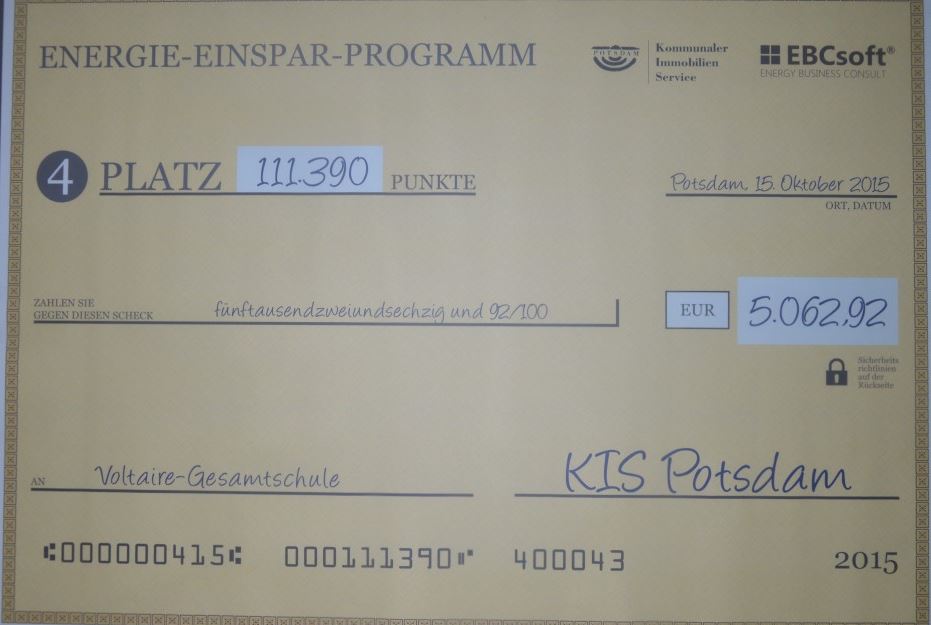 ENERGIE-EINSPAR-PROGRAMM
POTSDAM
Kommunaler
Immobilien
Service
EBCsoft®
ENERGY BUSINESS CONSULT
4 PLATZ 111.390 PUNKTE
Potsdam, 15. Oktober 2015
ORT, DATUM
ZAHLEN SIE
GEGEN DIESEN SCHECK
fünftausendzweiundsechzig und 92/100
EUR 5.062,92
Sicherheits
richtlinien
auf der
Rückseite
AN Voltaire-Gesamtschule
KIS Potsdam
⑆000000415⑆ 000111390⑈ 400043
2015